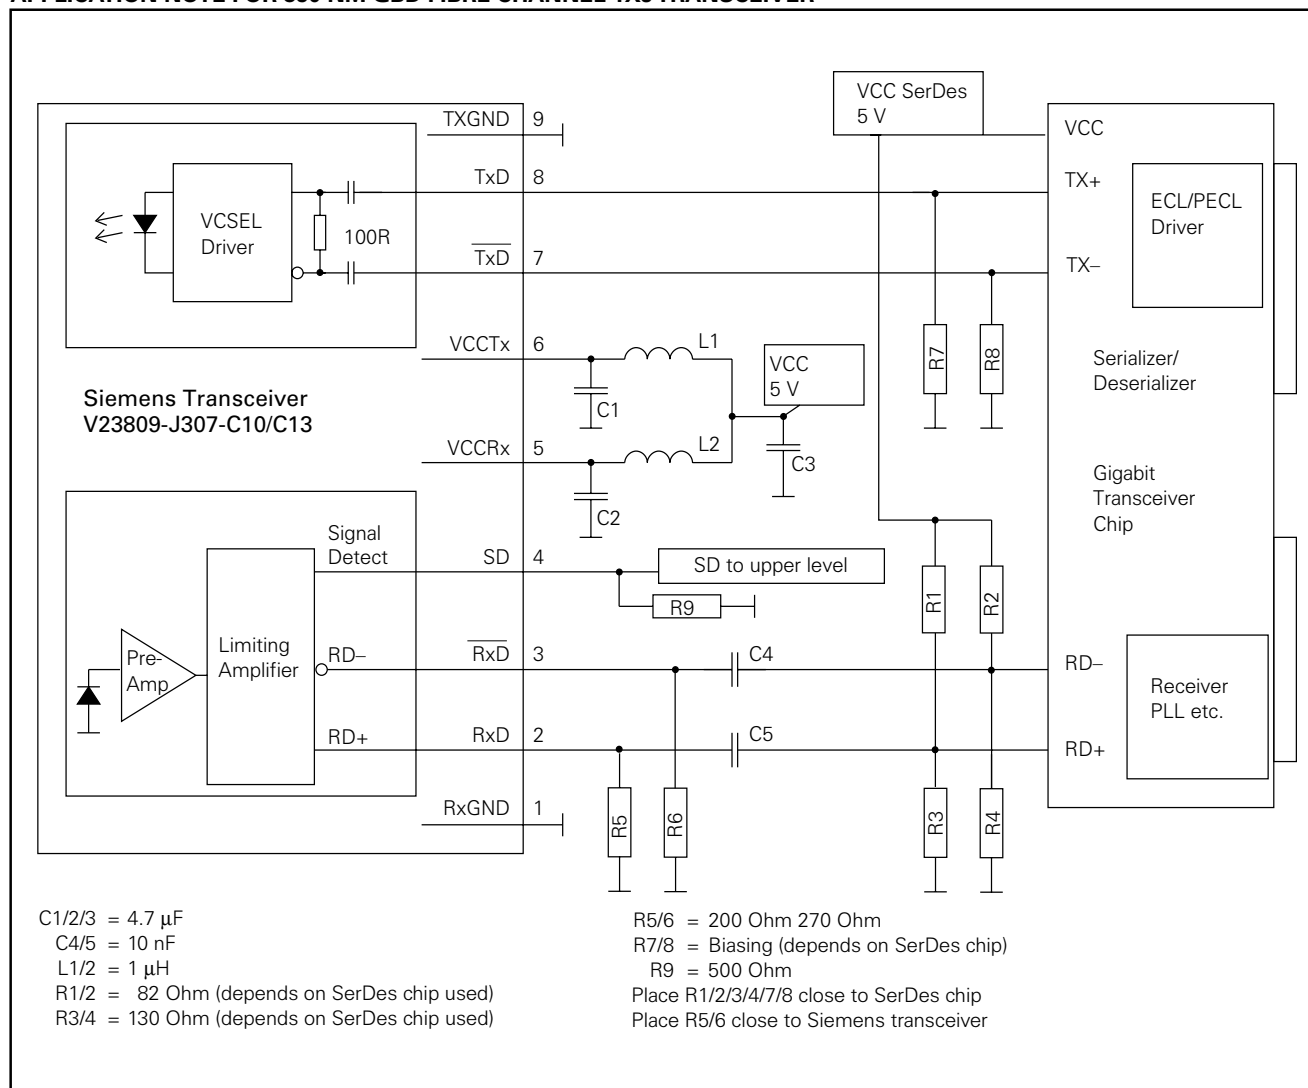 APPLICATION NOTE FOR 850 NM GBD FIBRE CHANNEL 1X9 TRANSCEIVER
VCC SerDes
5 V
TXGND 9
VCC
TxD 8
TX+
ECL/PECL
Driver
VCSEL
Driver
100R
TxD 7
TX–
VCCTx 6
L1
R7
R8
VCC
5 V
Serializer/
Deserializer
C1
Siemens Transceiver
V23809-J307-C10/C13
VCCRx 5
L2
C3
C2
Gigabit
Transceiver
Chip
Signal
Detect
SD 4
SD to upper level
R9
R1
R2
Pre-
Amp
Limiting
Amplifier
RD–
RxD 3
C4
RD–
Receiver
PLL etc.
RD+
RxD 2
C5
RD+
RxGND 1
R5
R6
R3
R4
C1/2/3 = 4.7 µF
C4/5 = 10 nF
L1/2 = 1 µH
R1/2 = 82 Ohm (depends on SerDes chip used)
R3/4 = 130 Ohm (depends on SerDes chip used)
R5/6 = 200 Ohm 270 Ohm
R7/8 = Biasing (depends on SerDes chip)
R9 = 500 Ohm
Place R1/2/3/4/7/8 close to SerDes chip
Place R5/6 close to Siemens transceiver